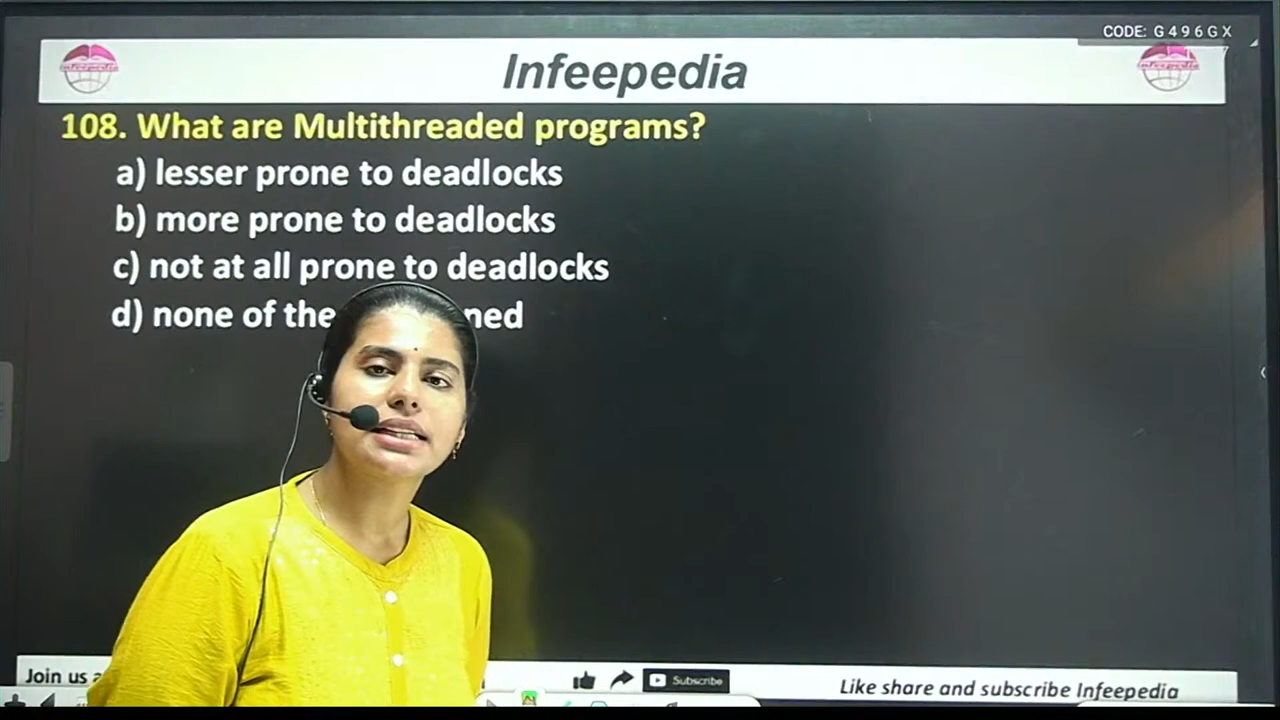 CODE: G496GX
Infeepedia
108. What are Multithreaded programs?
a) lesser prone to deadlocks
b) more prone to deadlocks
c) not at all prone to deadlocks
d) none of the ned
Join us
Subscribe
Like share and subscribe Infeepedia